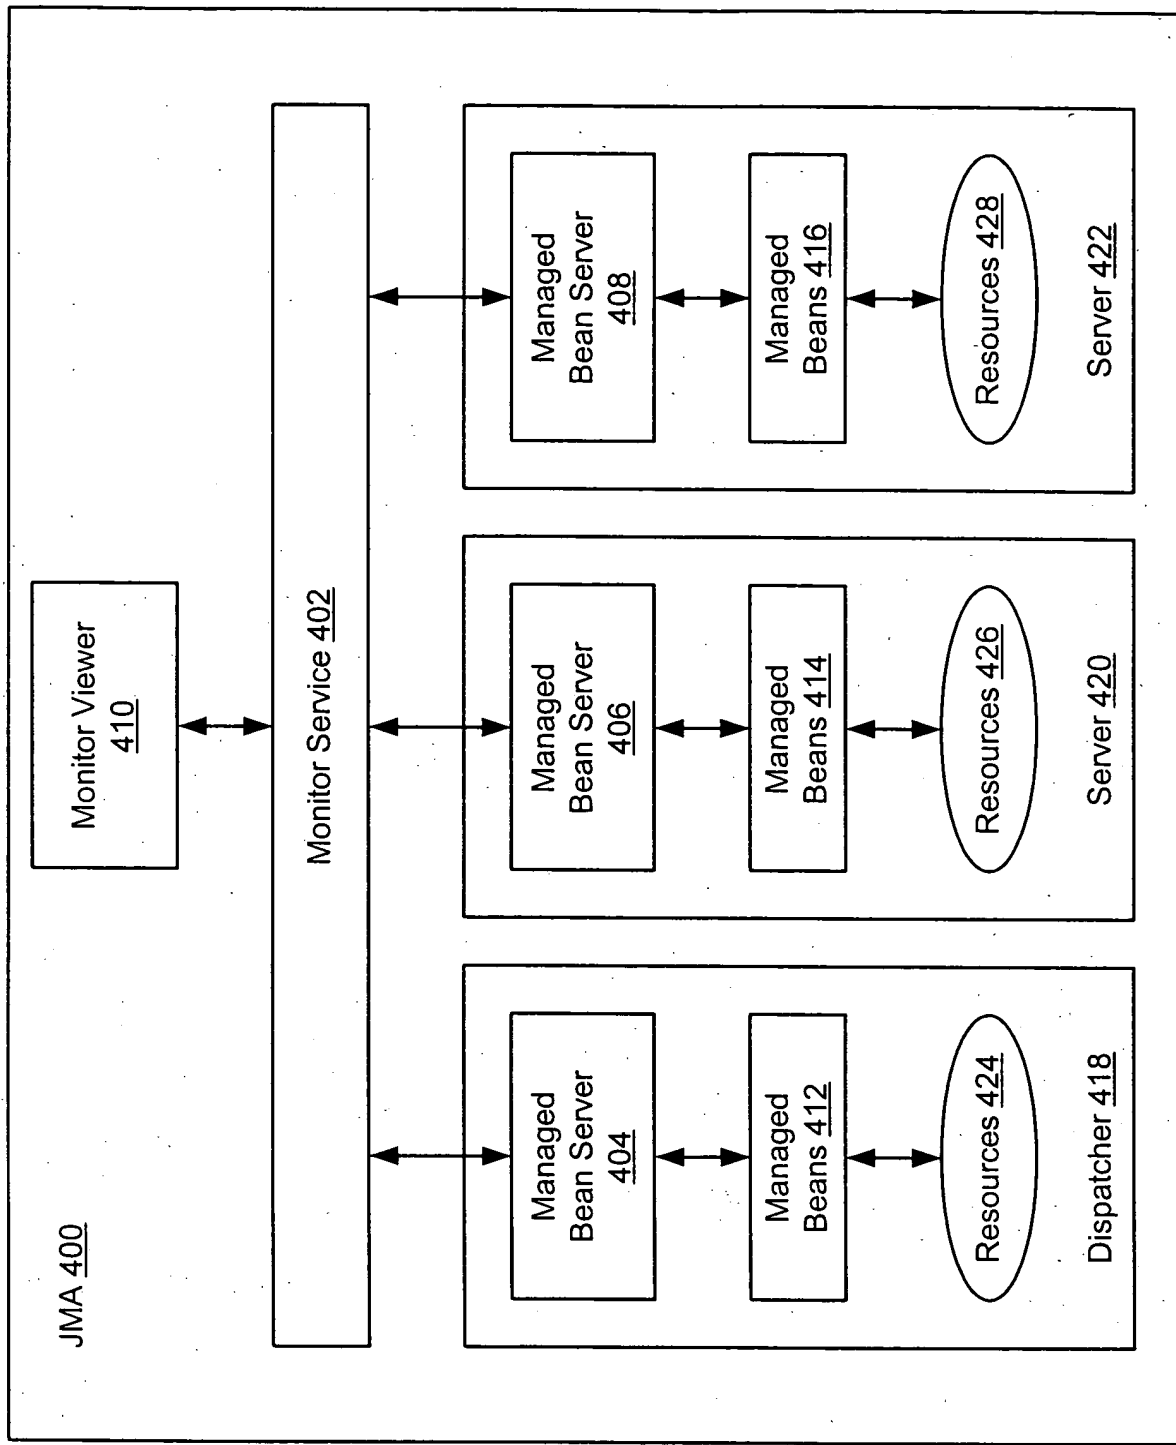 JMA 400
Monitor Viewer
410
Monitor Service 402
Managed
Bean Server
404
Managed
Beans 412
Resources 424
Dispatcher 418
Managed
Bean Server
406
Managed
Beans 414
Resources 426
Server 420
Managed
Bean Server
408
Managed
Beans 416
Resources 428
Server 422